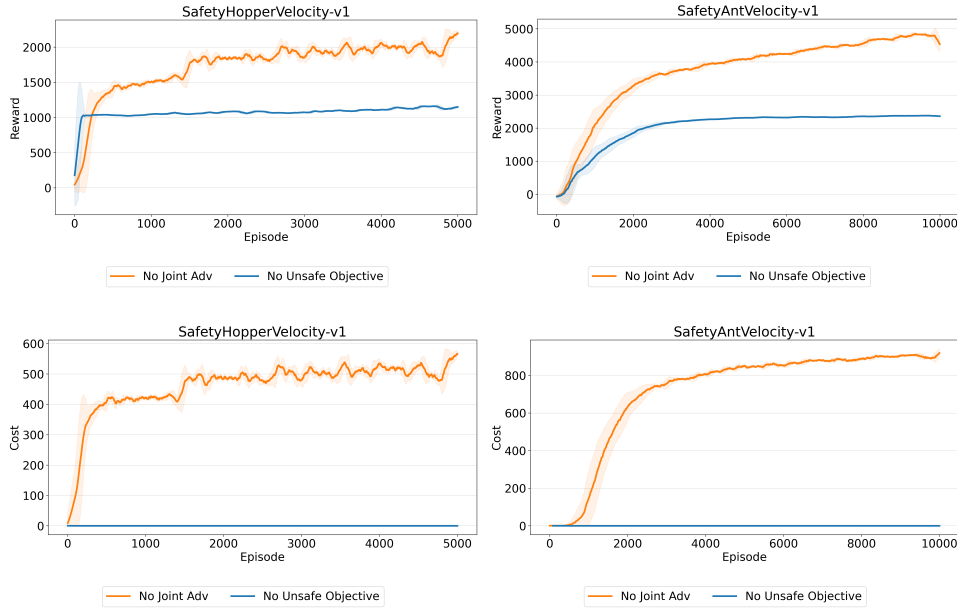 SafetyHopperVelocity-v1
Reward
2000
1500
1000
500
0
0 1000 2000 3000 4000 5000
Episode
No Joint Adv No Unsafe Objective
SafetyAntVelocity-v1
Reward
5000
4000
3000
2000
1000
0
0 2000 4000 6000 8000 10000
Episode
No Joint Adv No Unsafe Objective
SafetyHopperVelocity-v1
Cost
600
500
400
300
200
100
0
0 1000 2000 3000 4000 5000
Episode
No Joint Adv No Unsafe Objective
SafetyAntVelocity-v1
Cost
800
600
400
200
0
0 2000 4000 6000 8000 10000
Episode
No Joint Adv No Unsafe Objective